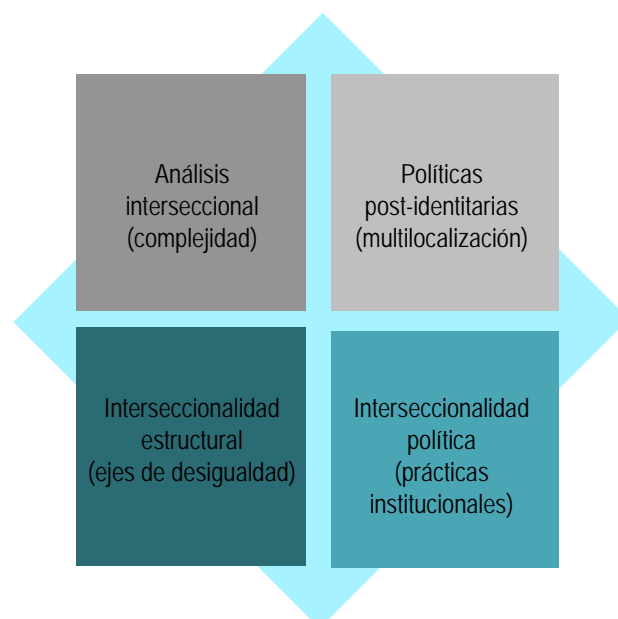 Análisis
interseccional
(complejidad)
Políticas
post-identitarias
(multilocalización)
Interseccionalidad
estructural
(ejes de desigualdad)
Interseccionalidad
política
(prácticas
institucionales)